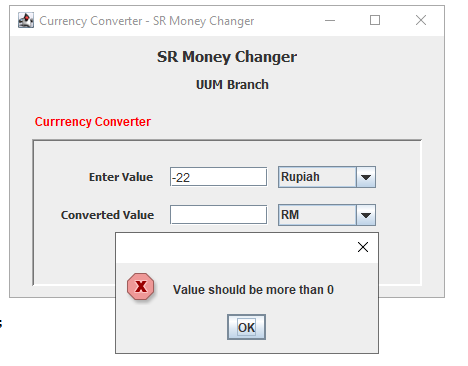 Currency Converter - SR Money Changer
SR Money Changer
UUM Branch
Currrency Converter
Enter Value -22 Rupiah
Converted Value RM
X
Value should be more than 0
OK